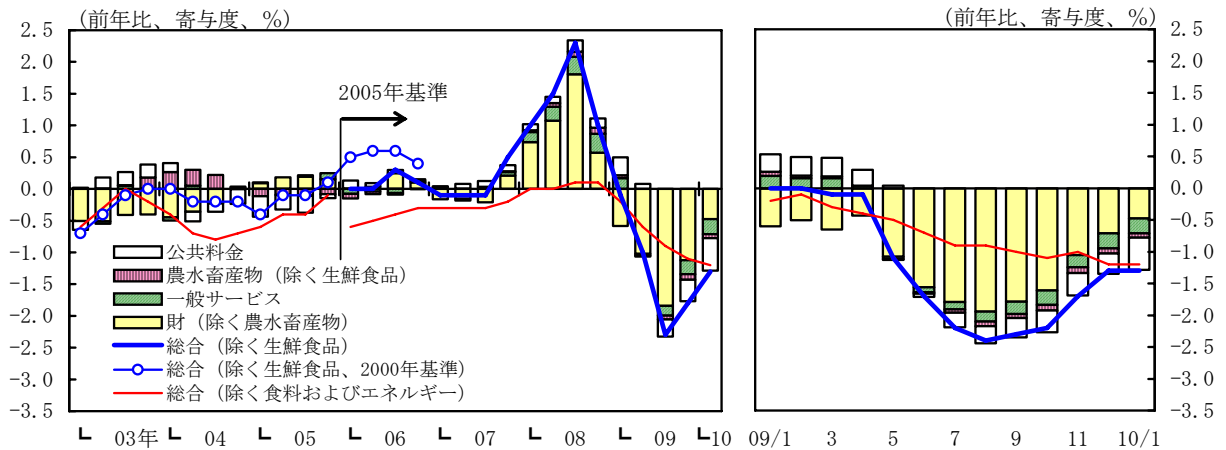 (前年比、寄与度、%)
2.5
2.0
1.5
1.0
0.5
0.0
-0.5
-1.0
-1.5
-2.0
-2.5
-3.0
-3.5
2005年基準
公共料金
農水畜産物（除く生鮮食品）
一般サービス
財（除く農水畜産物）
総合（除く生鮮食品）
総合（除く生鮮食品、2000年基準）
総合（除く食料およびエネルギー）
03年 04 05 06 07 08 09 10
(前年比、寄与度、%)
2.5
2.0
1.5
1.0
0.5
0.0
-0.5
-1.0
-1.5
-2.0
-2.5
-3.0
-3.5
09/1 3 5 7 9 11 10/1